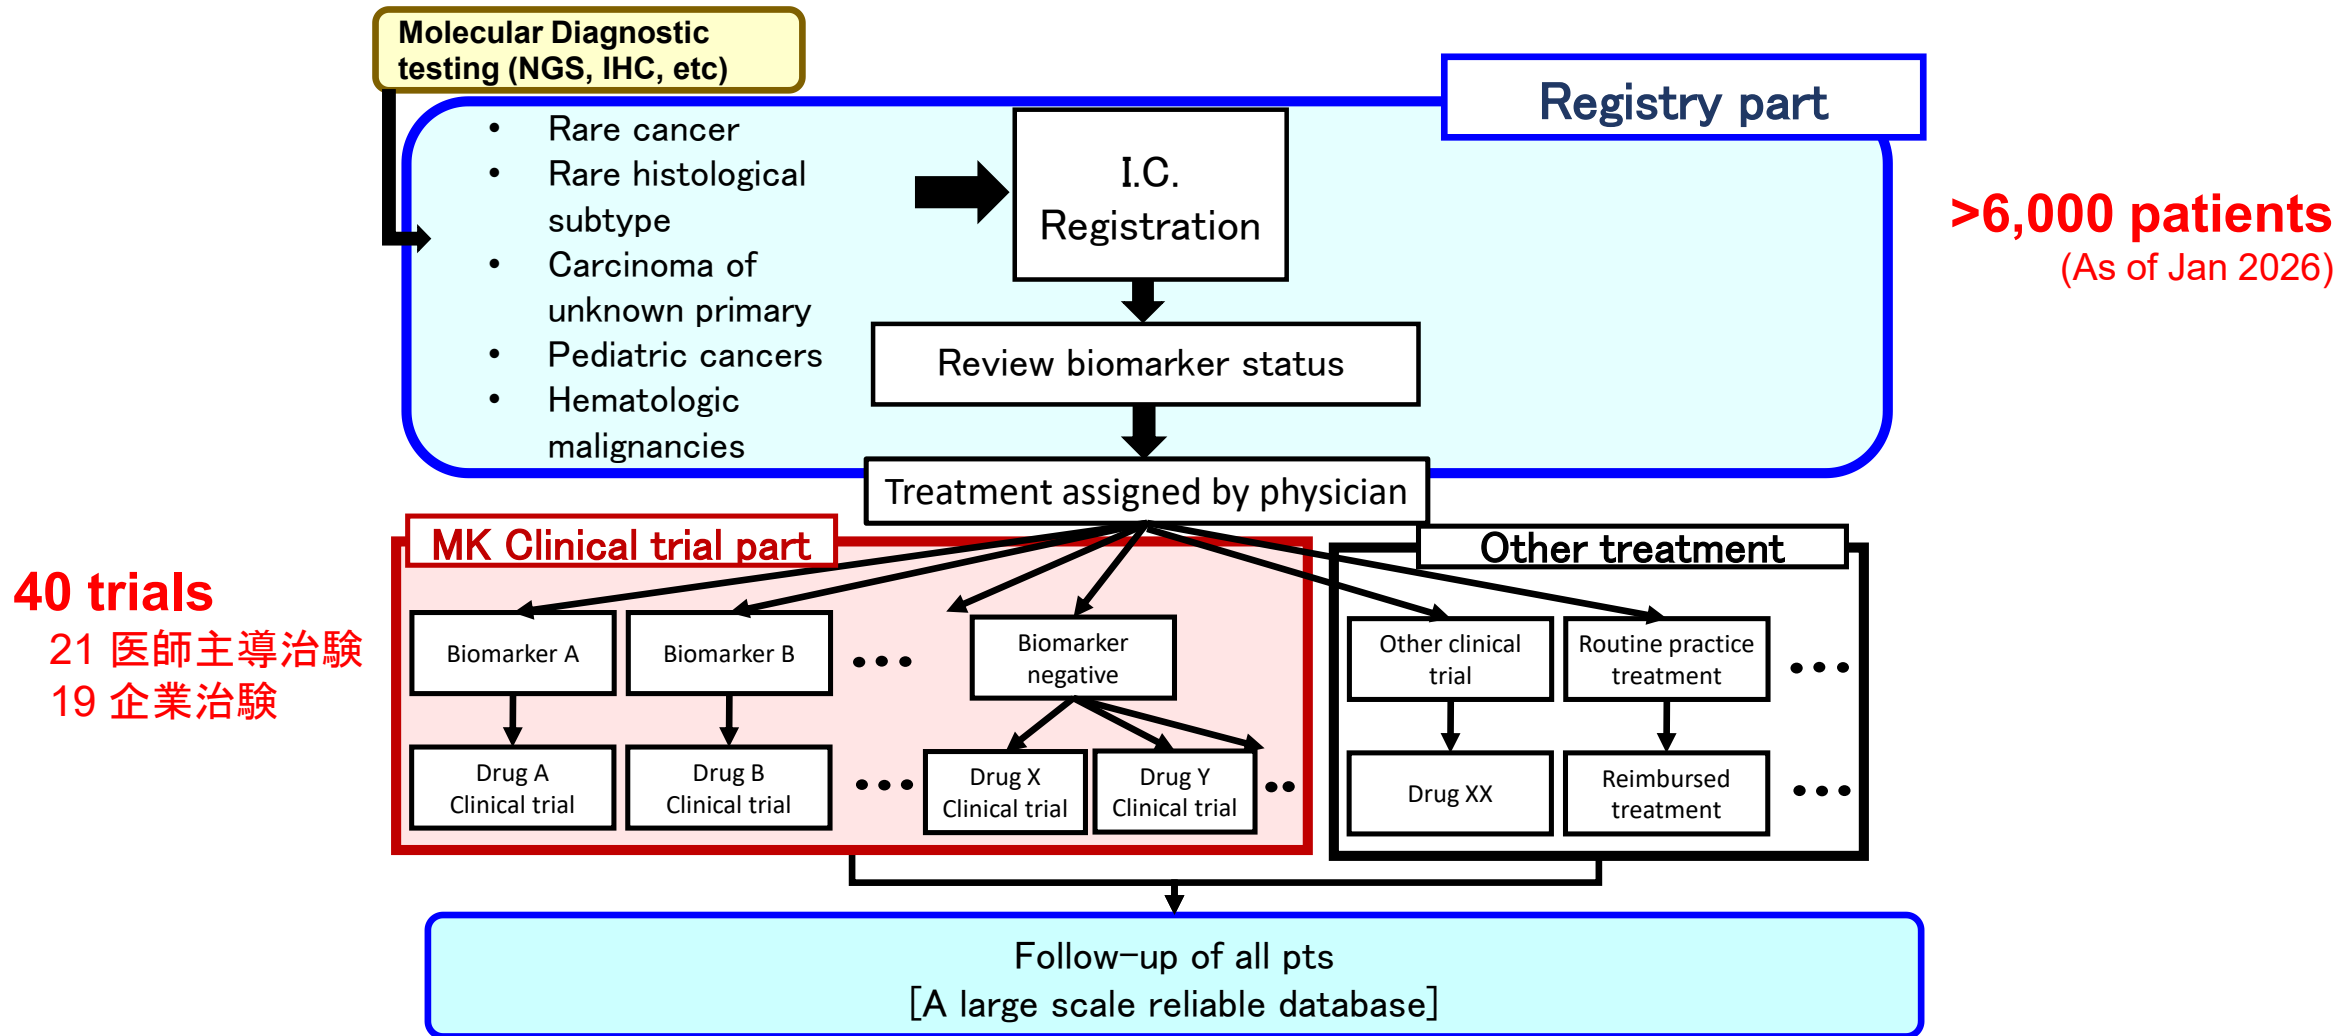 Molecular Diagnostic
testing (NGS, IHC, etc)
Registry part
• Rare cancer
• Rare histological
subtype
• Carcinoma of
unknown primary
• Pediatric cancers
• Hematologic
malignancies
I.C.
Registration
Review biomarker status
>6,000 patients
(As of Jan 2026)
Treatment assigned by physician
MK Clinical trial part
Other treatment
40 trials
21 医師主導治験
19 企業治験
Biomarker A
Biomarker B
•••
Biomarker
negative
Other clinical
trial
Routine practice
treatment
•••
Drug A
Clinical trial
Drug B
Clinical trial
•••
Drug X
Clinical trial
Drug Y
Clinical trial
••
Drug XX
Reimbursed
treatment
•••
Follow-up of all pts
[A large scale reliable database]